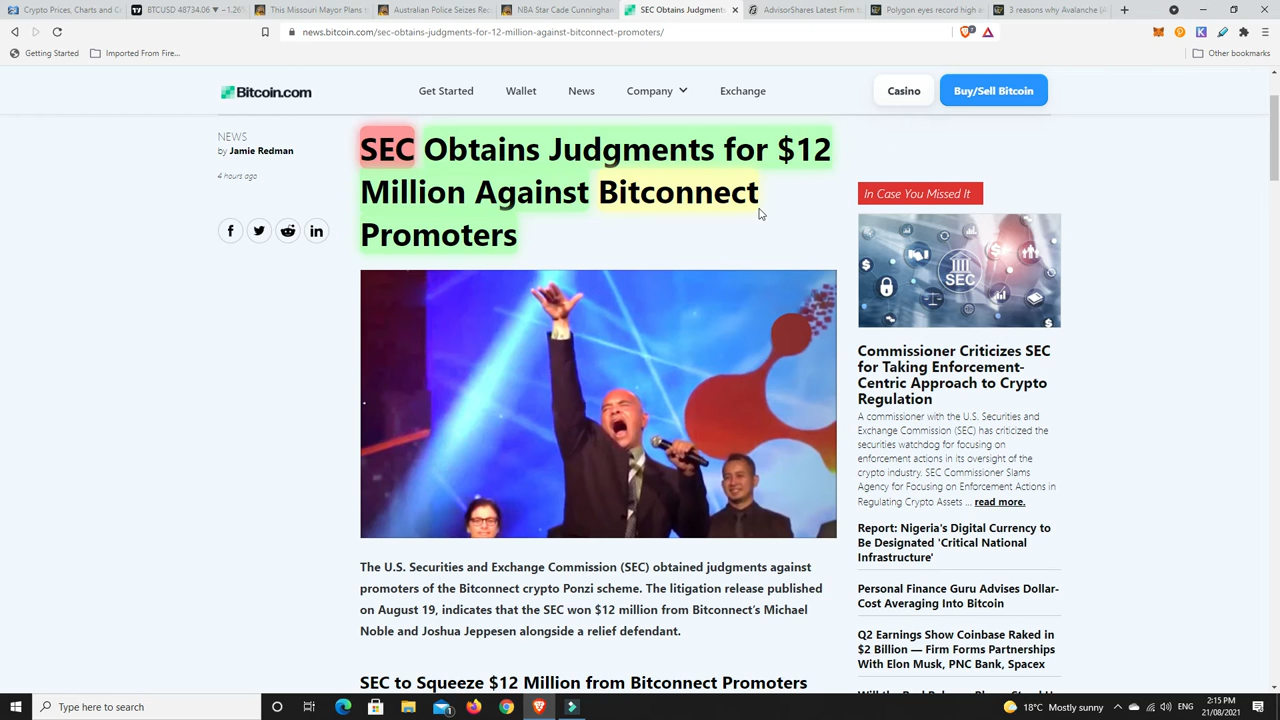 Crypto Prices, Charts and Cr
BTCUSD 48734.06 ▼ +1.26%
This Missouri Mayor Plans to
Australian Police Seizes Rec
NBA Star Cade Cunningham
SEC Obtains Judgments
AdvisorShares Latest Firm to
Polygon eyes record high as
3 reasons why Avalanche (A
news.bitcoin.com/sec-obtains-judgments-for-12-million-against-bitconnect-promoters/
Getting Started
Imported From Fire...
Other bookmarks
Bitcoin.com
Get Started
Wallet
News
Company
Exchange
Casino
Buy/Sell Bitcoin
NEWS
by Jamie Redman
4 hours ago
SEC Obtains Judgments for $12
Million Against Bitconnect
Promoters
The U.S. Securities and Exchange Commission (SEC) obtained judgments against
promoters of the Bitconnect crypto Ponzi scheme. The litigation release published
on August 19, indicates that the SEC won $12 million from Bitconnect's Michael
Noble and Joshua Jeppesen alongside a relief defendant.
SEC to Squeeze $12 Million from Bitconnect Promoters
In Case You Missed It
SEC
Commissioner Criticizes SEC
for Taking Enforcement-
Centric Approach to Crypto
Regulation
A commissioner with the U.S. Securities and
Exchange Commission (SEC) has criticized the
securities watchdog for focusing on
enforcement actions in its oversight of the
crypto industry. SEC Commissioner Slams
Agency for Focusing on Enforcement Actions in
Regulating Crypto Assets ... read more.
Report: Nigeria's Digital Currency to
Be Designated 'Critical National
Infrastructure'
Personal Finance Guru Advises Dollar-
Cost Averaging Into Bitcoin
Q2 Earnings Show Coinbase Raked in
$2 Billion — Firm Forms Partnerships
With Elon Musk, PNC Bank, Spacex
Type here to search
18°C Mostly sunny
ENG
2:15 PM
21/08/2021